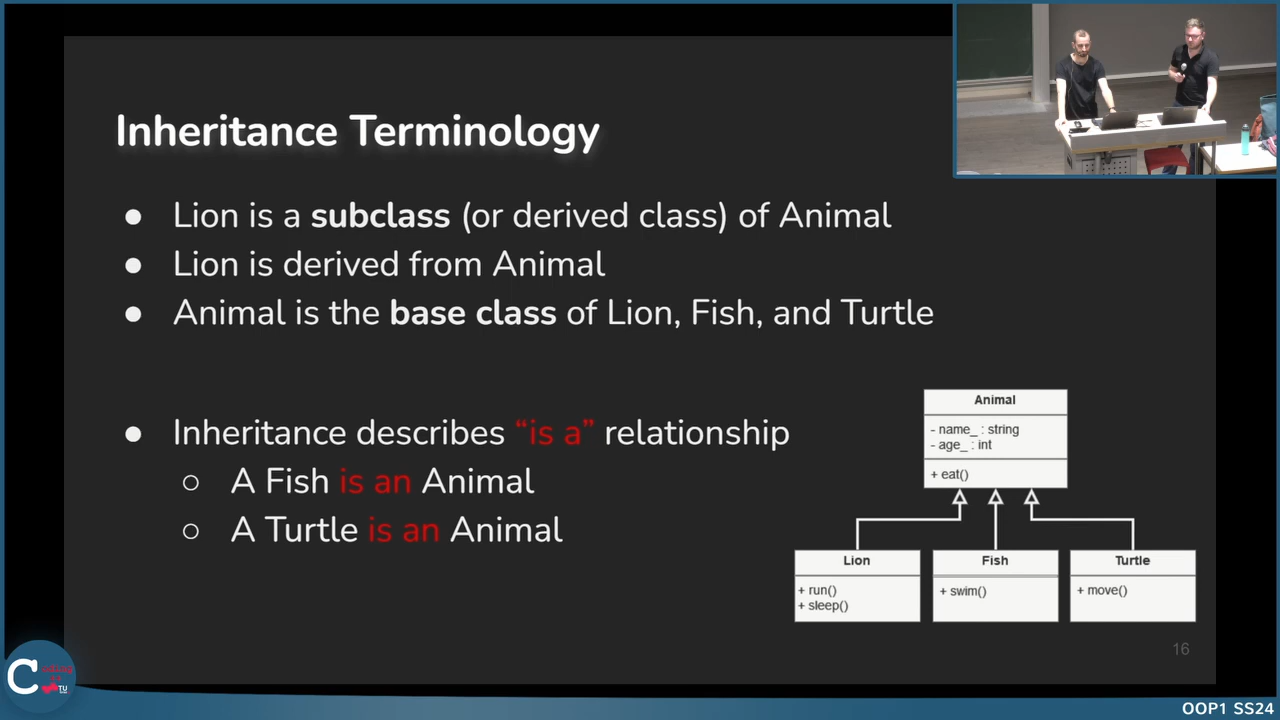 Inheritance Terminology
● Lion is a subclass (or derived class) of Animal
● Lion is derived from Animal
● Animal is the base class of Lion, Fish, and Turtle
● Inheritance describes “is a” relationship
○ A Fish is an Animal
○ A Turtle is an Animal
Animal
- name_ : string
- age_ : int
+ eat()
Lion
+ run()
+ sleep()
Fish
+ swim()
Turtle
+ move()
16
C
TU
OOP1 SS24